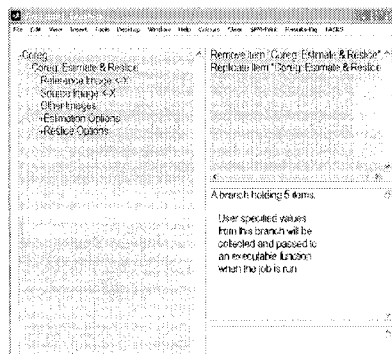 File Edit View Insert Tools Desktop Window Help Colours Clear SPM-Print Results-Fig TASKS
-Coreg
-Coreg: Estimate & Reslice
Reference Image <-X
Source Image <-X
Other Images
+Estimation Options
+Reslice Options
Remove Item "Coreg: Estimate & Reslice"
Replicate Item "Coreg: Estimate & Reslice
A branch holding 5 items.
User specified values
from this branch will be
collected and passed to
an executable function
when the job is run